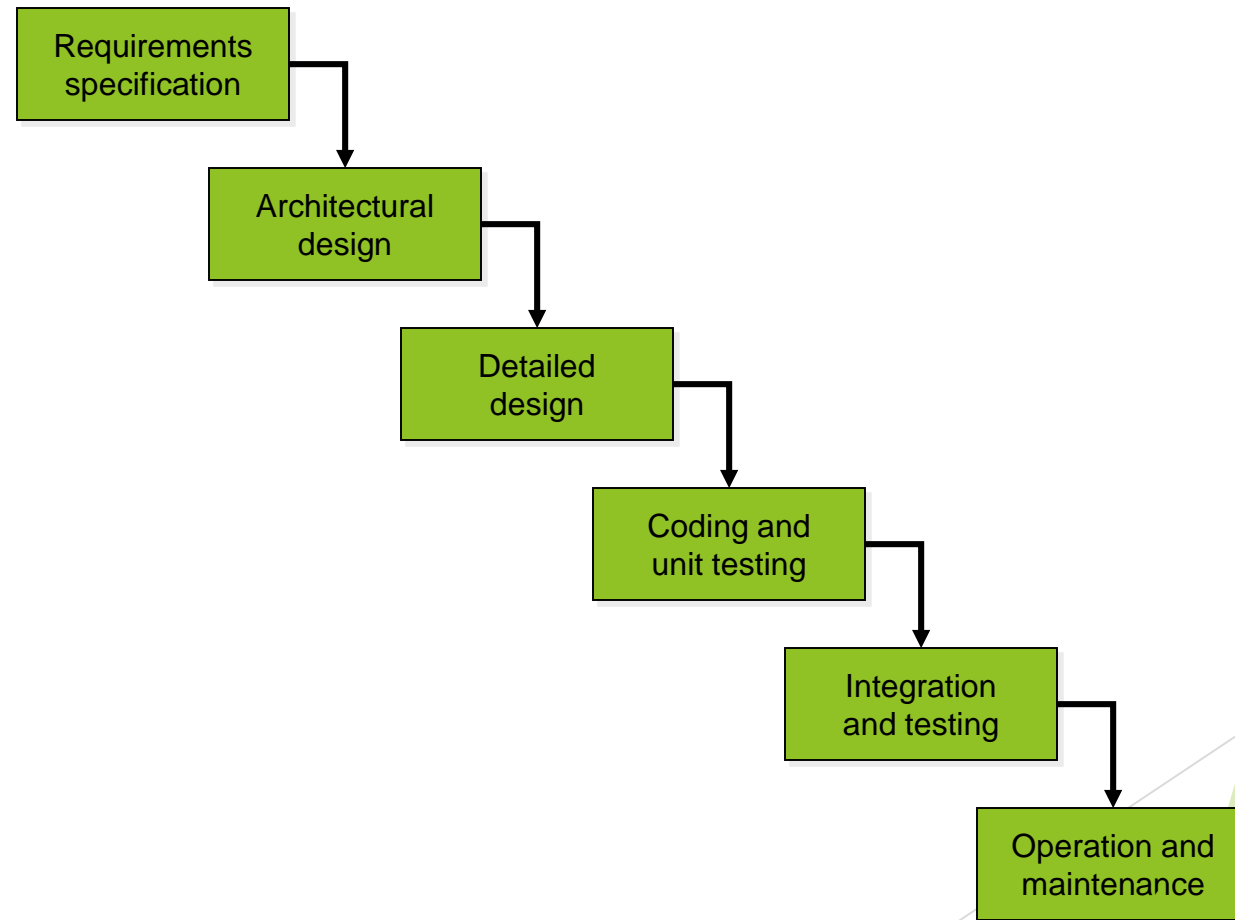 Requirements
specification
Architectural
design
Detailed
design
Coding and
unit testing
Integration
and testing
Operation and
maintenance